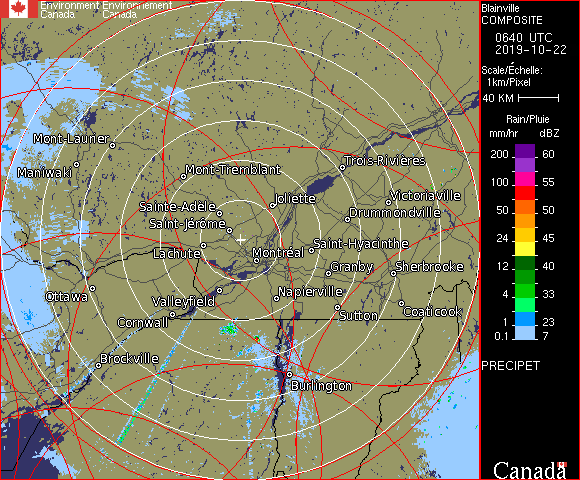 Environment Environnement
Canada Canada
Blainville
COMPOSITE
0640 UTC
2019-10-22
Scale/Échelle:
1km/Pixel
40 KM
Rain/Pluie
mm/hr dBZ
200 60
100 55
50 50
24 45
12 40
4 33
1 23
0.1 7
PRECIPET
Canada
Mont-Laurier
Maniwaki
Mont-Tremblant
Trois-Rivières
Joliette
Victoriaville
Sainte-Adèle
Drummondville
Saint-Jérôme
Lachute
Saint-Hyacinthe
Montréal
Granby
Sherbrooke
Ottawa
Valleyfield
Napierville
Cornwall
Sutton
Coaticook
Brockville
Burlington